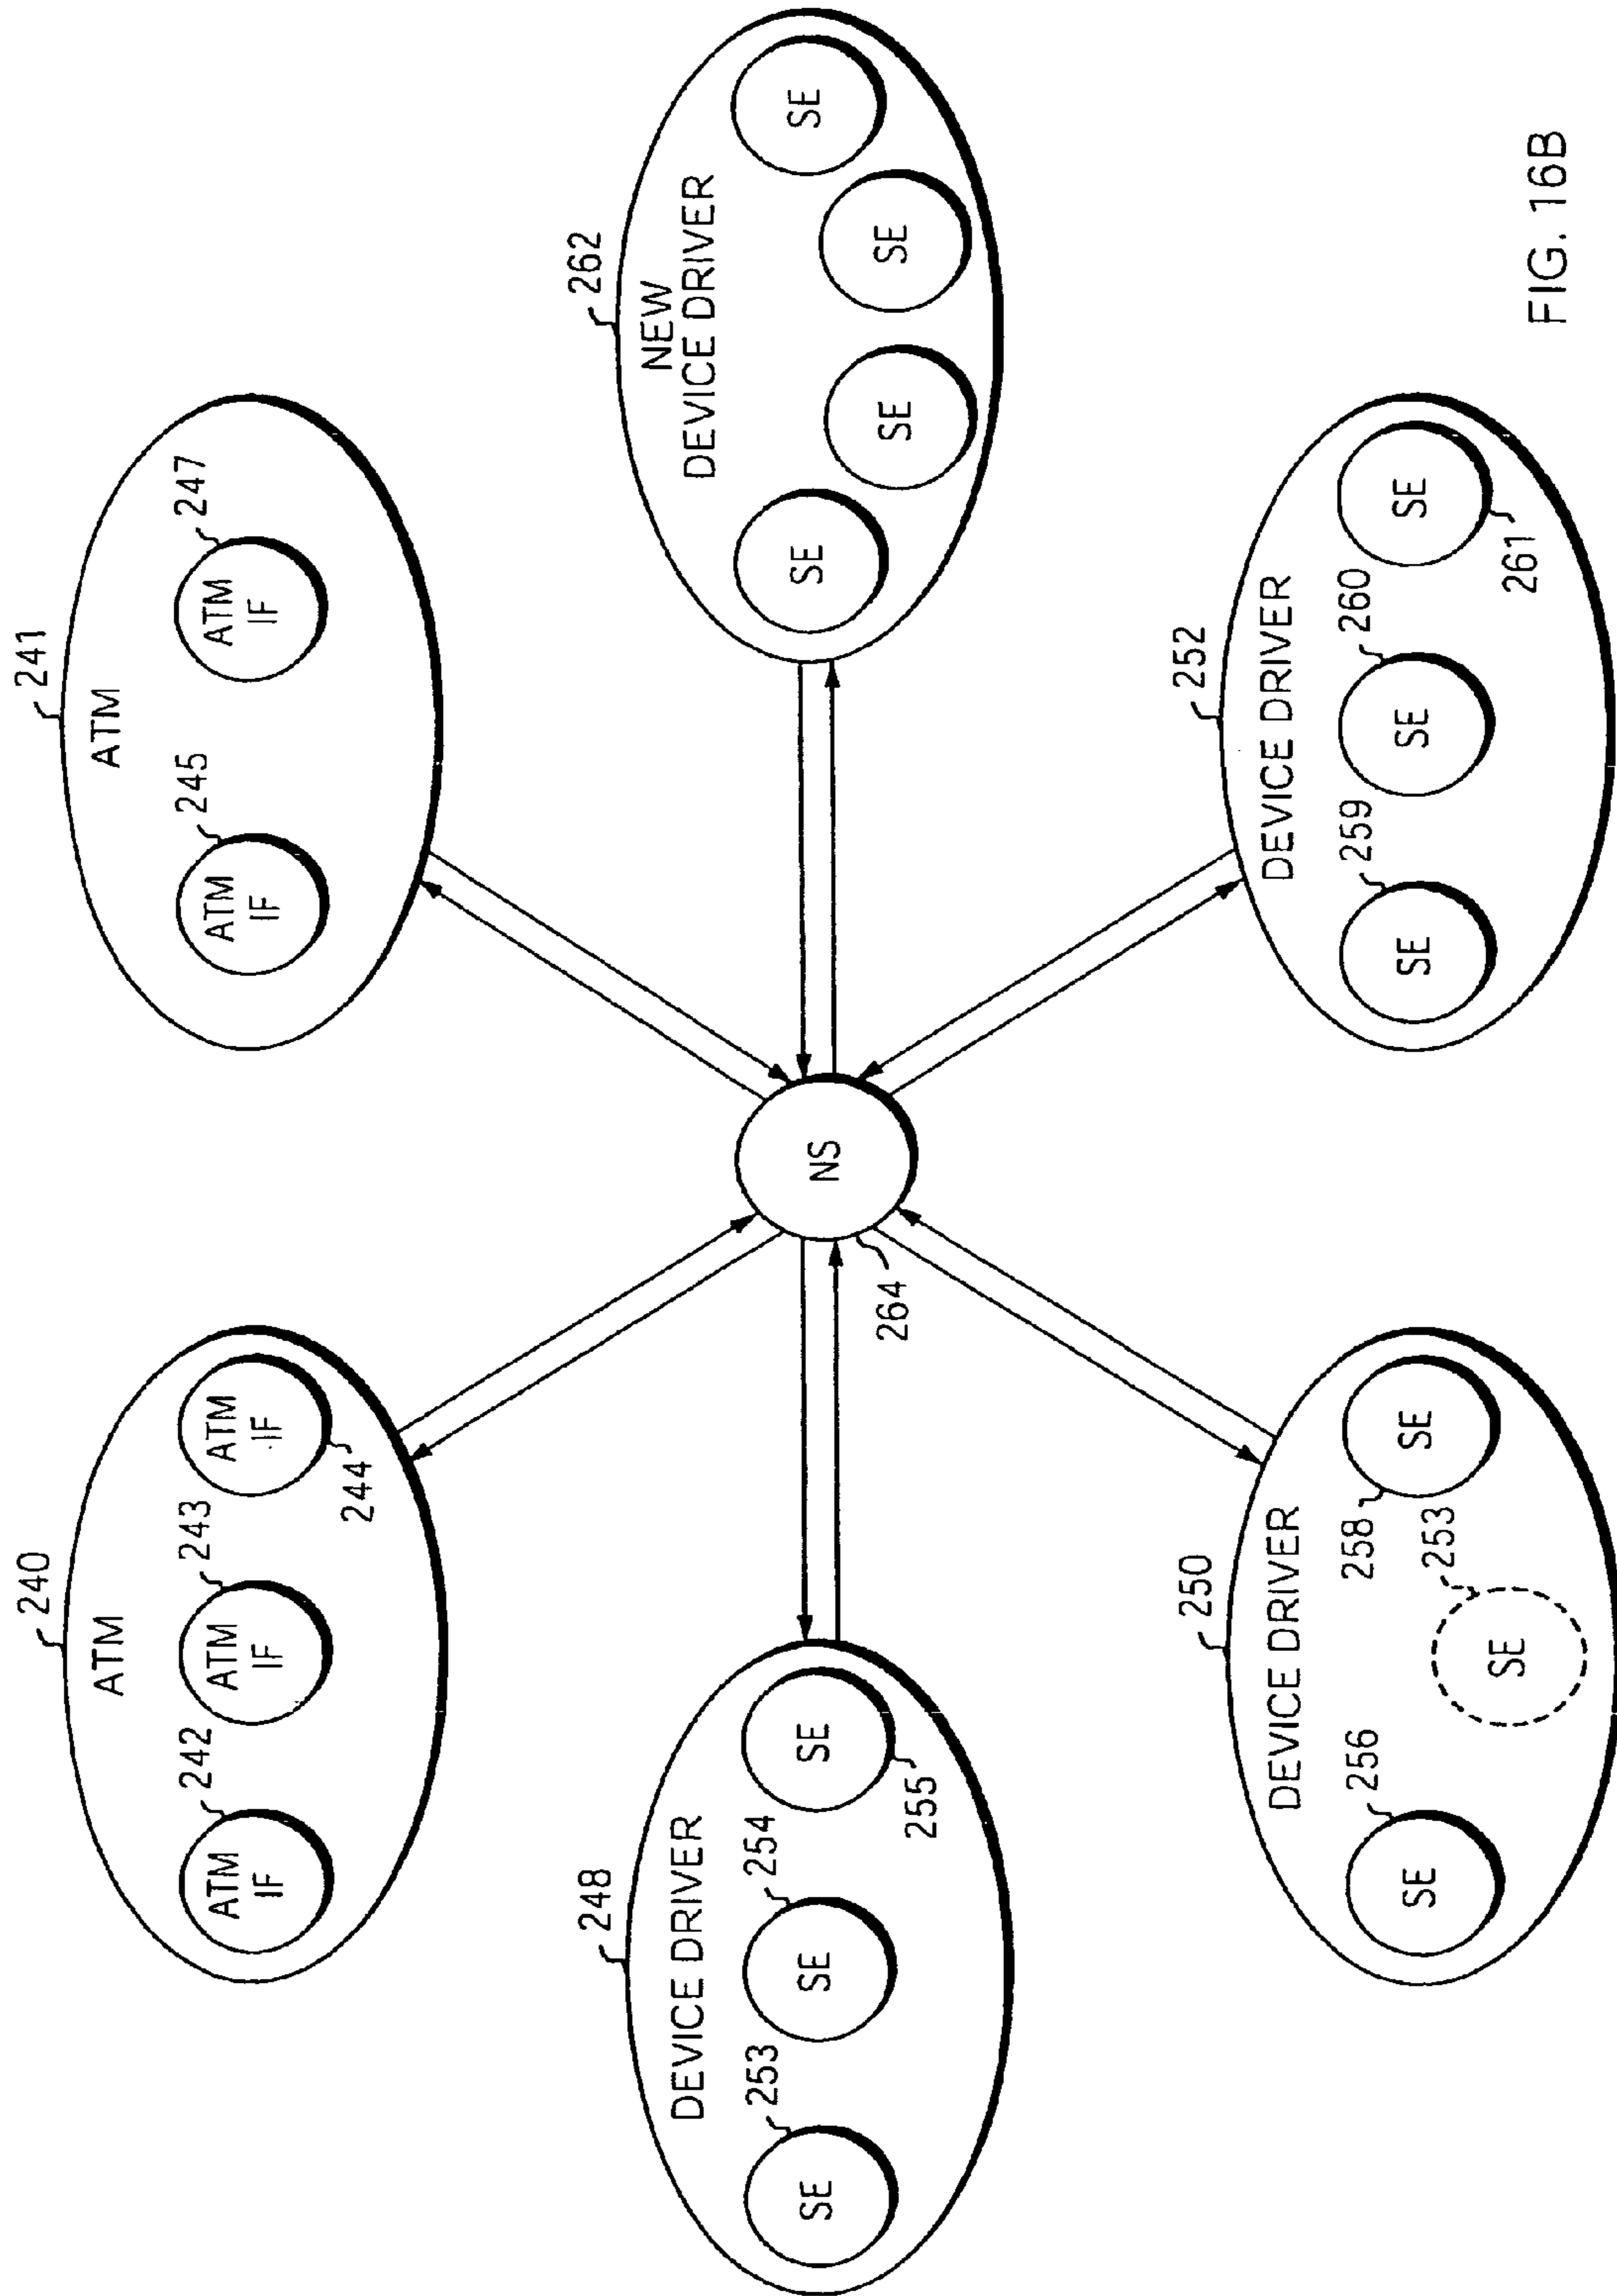 240
ATM
242
243
244
ATM
IF
ATM
IF
ATM
IF
241
ATM
245
247
ATM
IF
ATM
IF
248
DEVICE DRIVER
253
254
255
SE
SE
SE
NS
264
262
NEW
DEVICE DRIVER
SE
SE
SE
SE
250
DEVICE DRIVER
256
258
253
SE
SE
SE
252
DEVICE DRIVER
259
260
261
SE
SE
SE
FIG. 16B